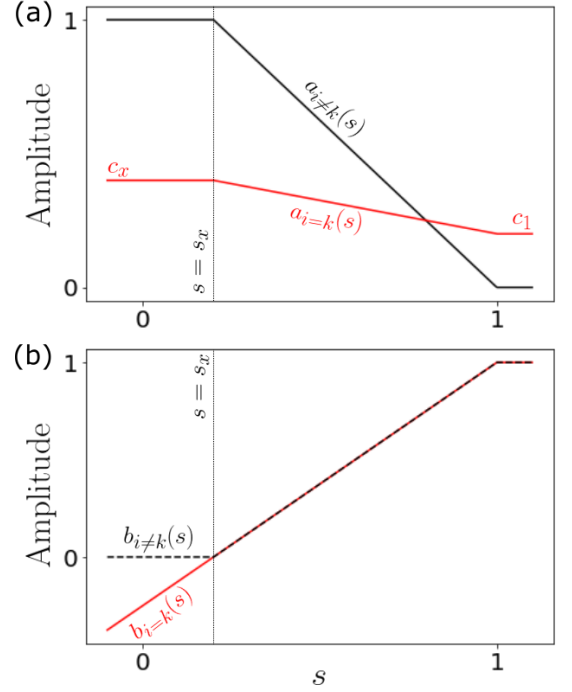 (a)
1
a_{i≠k}(s)
c_x
a_{i=k}(s)
c_1
Amplitude
s = s_x
0
0
1
(b)
1
s = s_x
Amplitude
b_{i≠k}(s)
0
b_{i=k}(s)
0
1
s